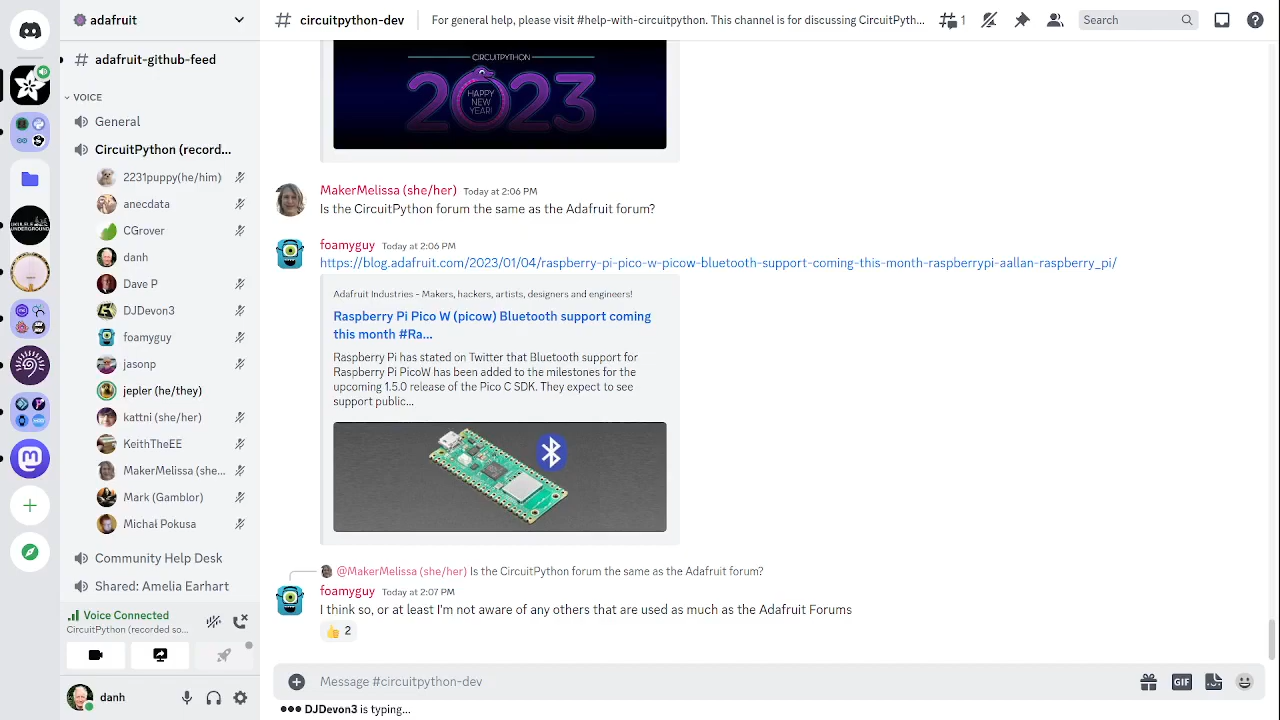 adafruit
# circuitpython-dev
For general help, please visit #help-with-circuitpython. This channel is for discussing CircuitPyth...
1
Search
# adafruit-github-feed
VOICE
General
CircuitPython (record...
2231puppy(he/him)
anecdata
CGrover
danh
Dave P
DJDevon3
foamyguy
jasonp
jepler (he/they)
kattni (she/her)
KeithTheEE
MakerMelissa (she...
Mark (Gamblor)
Michał Pokusa
Community Help Desk
Shared: Amelia Earhart
Voice Connected
CircuitPython (recorded so...
danh
UKULELE
UNDERGROUND
CIRCUITPYTHON
2023
HAPPY
NEW
YEAR!
MakerMelissa (she/her) Today at 2:06 PM
Is the CircuitPython forum the same as the Adafruit forum?
foamyguy Today at 2:06 PM
https://blog.adafruit.com/2023/01/04/raspberry-pi-pico-w-picow-bluetooth-support-coming-this-month-raspberrypi-aallan-raspberry_pi/
Adafruit Industries - Makers, hackers, artists, designers and engineers!
Raspberry Pi Pico W (picow) Bluetooth support coming
this month #Ra...
Raspberry Pi has stated on Twitter that Bluetooth support for
Raspberry Pi PicoW has been added to the milestones for the
upcoming 1.5.0 release of the Pico C SDK. They expect to see
support public...
@MakerMelissa (she/her) Is the CircuitPython forum the same as the Adafruit forum?
foamyguy Today at 2:07 PM
I think so, or at least I'm not aware of any others that are used as much as the Adafruit Forums
👍 2
Message #circuitpython-dev
GIF
DJDevon3 is typing...